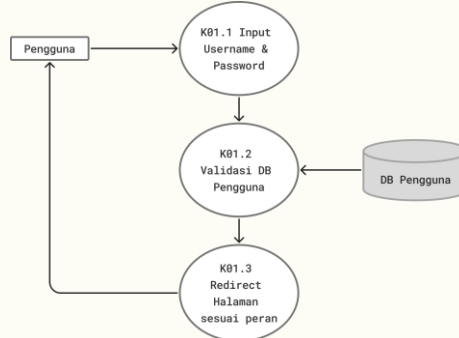 Pengguna
K01.1 Input
Username &
Password
K01.2
Validasi DB
Pengguna
DB Pengguna
K01.3
Redirect
Halaman
sesuai peran